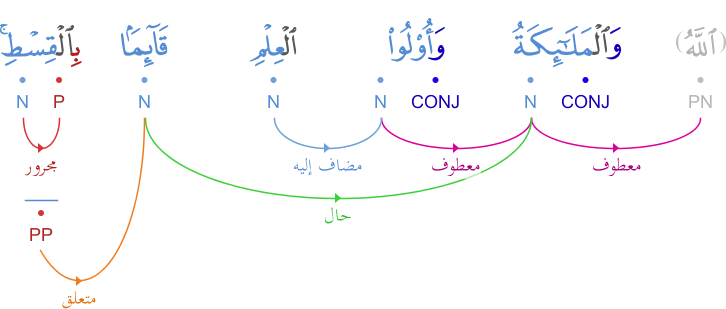 (ٱللَّهُ) وَٱلْمَلَـٰٓئِكَةُ وَأُو۟لُوا۟ ٱلْعِلْمِ قَآئِمًۢا بِٱلْقِسْطِ ۚ
PN CONJ N CONJ N N N P N
معطوف معطوف مضاف إليه مجرور
حال
PP
متعلق